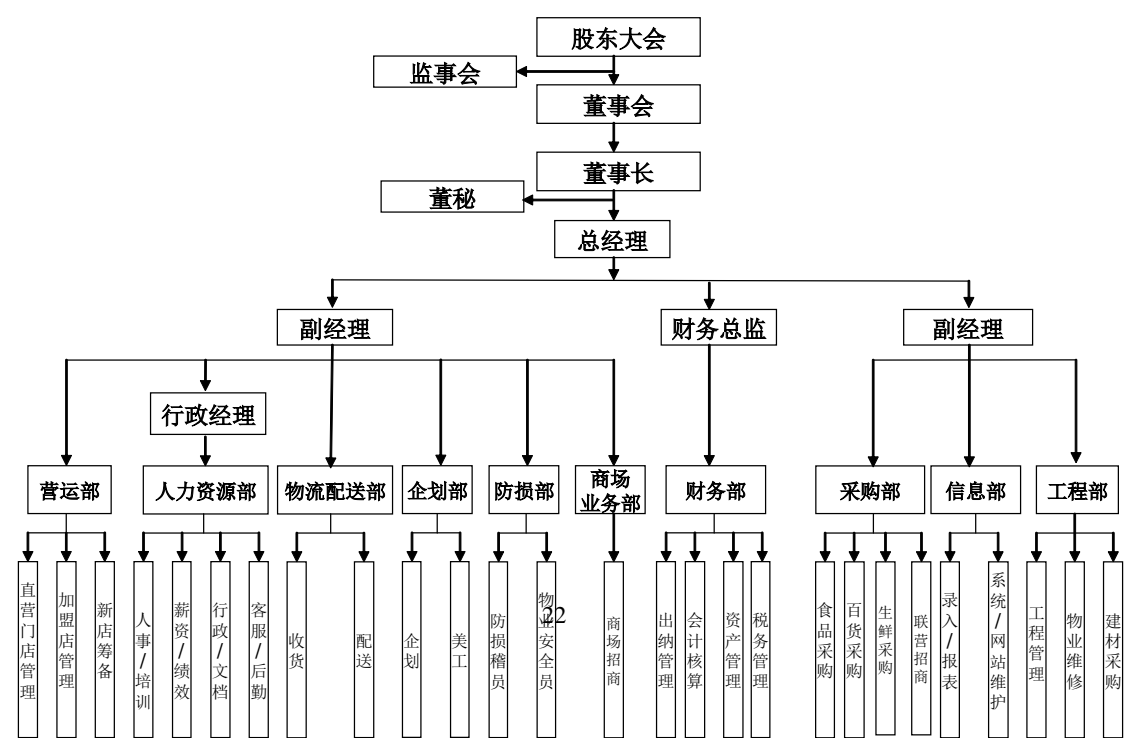 股东大会
监事会
董事会
董事长
董秘
总经理
副经理
财务总监
副经理
行政经理
营运部
人力资源部
物流配送部
企划部
防损部
商场
业务部
财务部
采购部
信息部
工程部
直营门店管理
加盟店管理
新店筹备
人事/培训
薪资/绩效
行政/文档
客服/后勤
收货
配送
企划
美工
防损稽员
物业安全员
22
商场招商
出纳管理
会计核算
资产管理
税务管理
食品采购
百货采购
生鲜采购
联营招商
录入/报表
系统/网站维护
工程管理
物业维修
建材采购